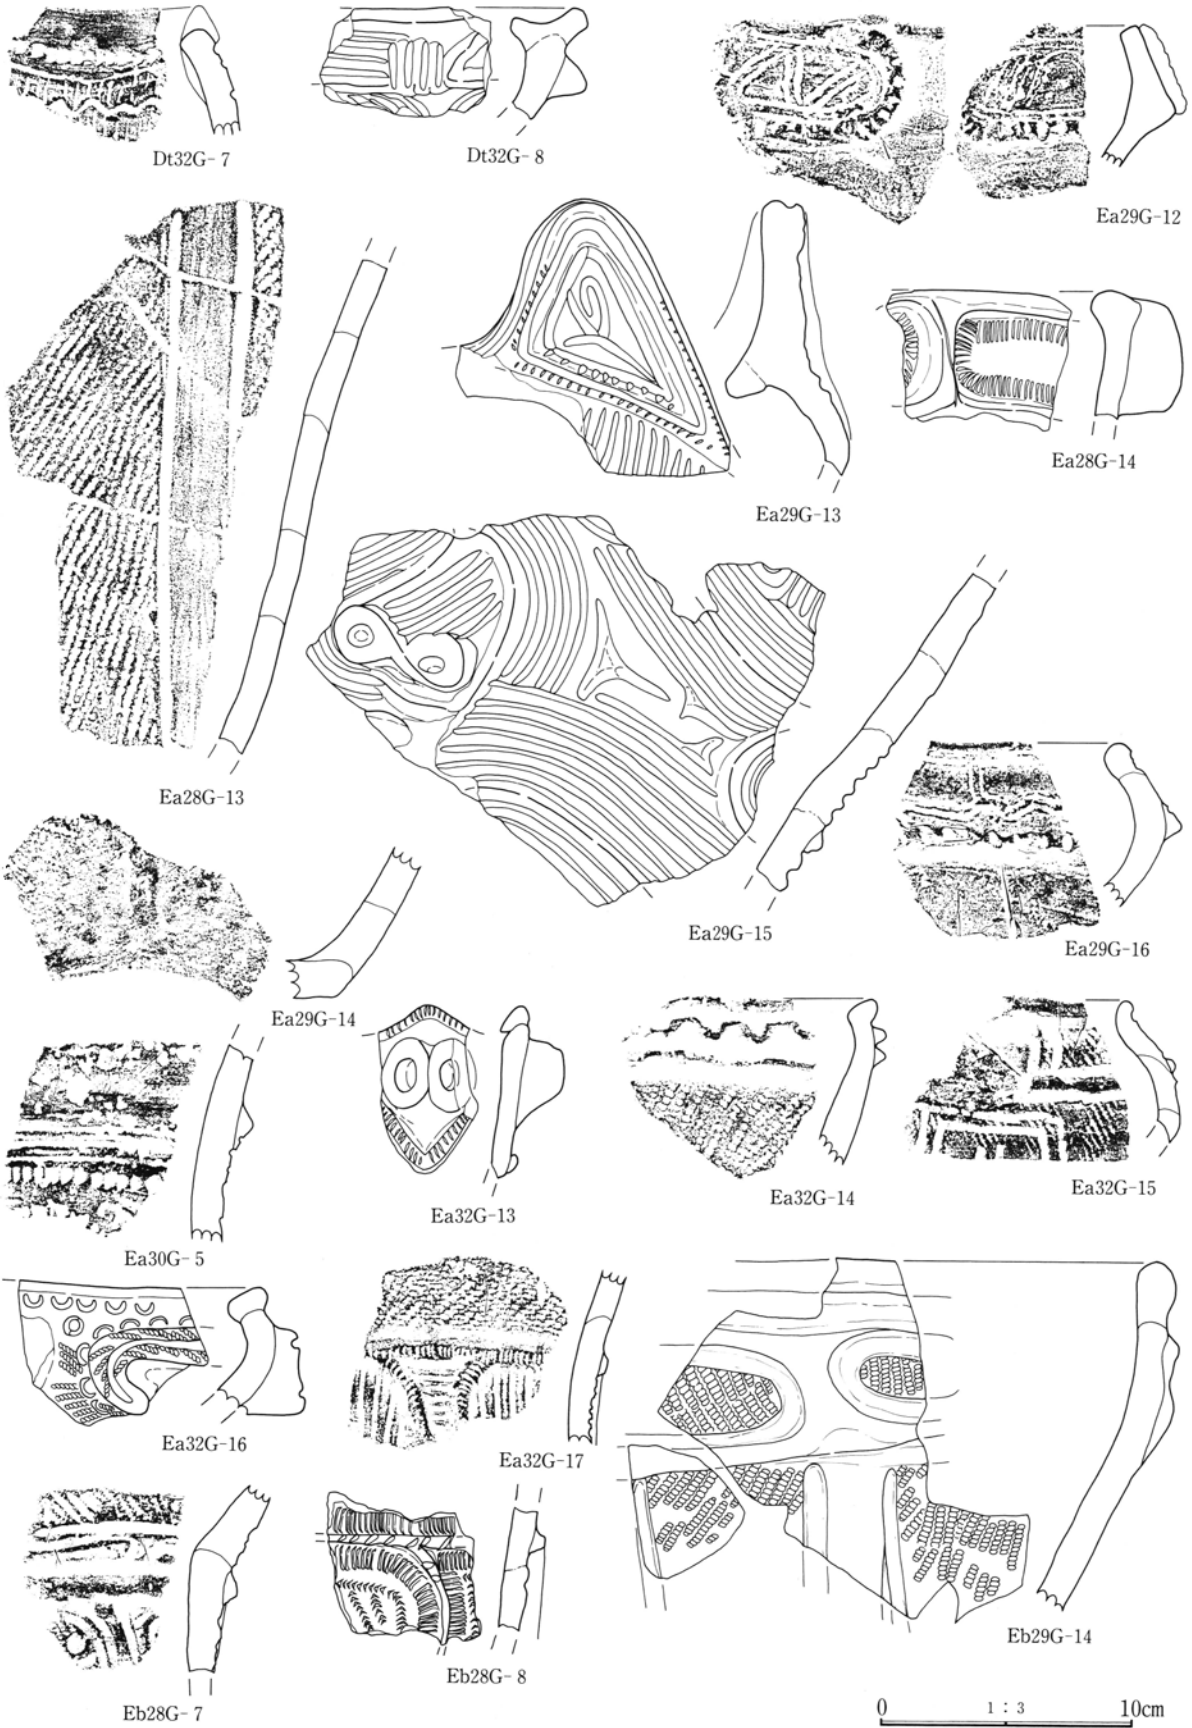 Dt32G- 7
Dt32G- 8
Ea29G-12
Ea29G-13
Ea28G-14
Ea28G-13
Ea29G-15
Ea29G-16
Ea29G-14
Ea30G- 5
Ea32G-13
Ea32G-14
Ea32G-15
Ea32G-16
Ea32G-17
Eb29G-14
Eb28G- 7
Eb28G- 8
0 1 : 3 10cm